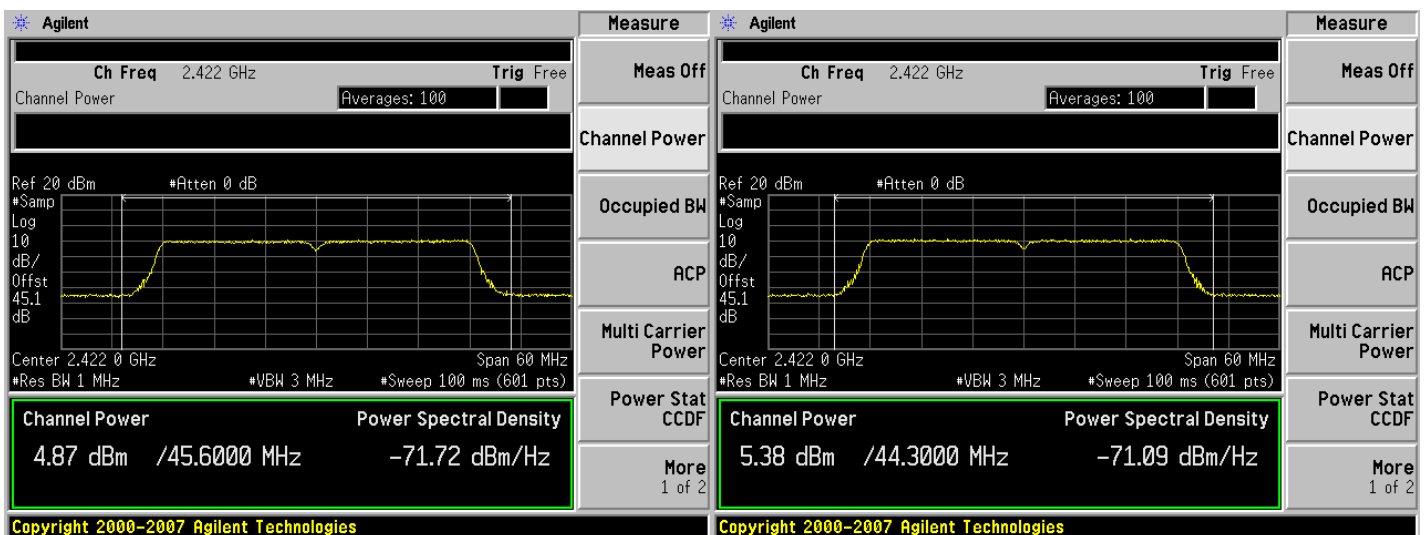 Agilent
Measure
Ch Freq 2.422 GHz Trig Free
Channel Power Averages: 100
Ref 20 dBm #Atten 0 dB
#Samp
Log
10
dB/
Offst
45.1
dB
Center 2.422 0 GHz Span 60 MHz
#Res BW 1 MHz #VBW 3 MHz #Sweep 100 ms (601 pts)
Channel Power Power Spectral Density
4.87 dBm /45.6000 MHz -71.72 dBm/Hz
Copyright 2000-2007 Agilent Technologies
Meas Off
Channel Power
Occupied BW
ACP
Multi Carrier
Power
Power Stat
CCDF
More
1 of 2
Agilent
Measure
Ch Freq 2.422 GHz Trig Free
Channel Power Averages: 100
Ref 20 dBm #Atten 0 dB
#Samp
Log
10
dB/
Offst
45.1
dB
Center 2.422 0 GHz Span 60 MHz
#Res BW 1 MHz #VBW 3 MHz #Sweep 100 ms (601 pts)
Channel Power Power Spectral Density
5.38 dBm /44.3000 MHz -71.09 dBm/Hz
Copyright 2000-2007 Agilent Technologies
Meas Off
Channel Power
Occupied BW
ACP
Multi Carrier
Power
Power Stat
CCDF
More
1 of 2